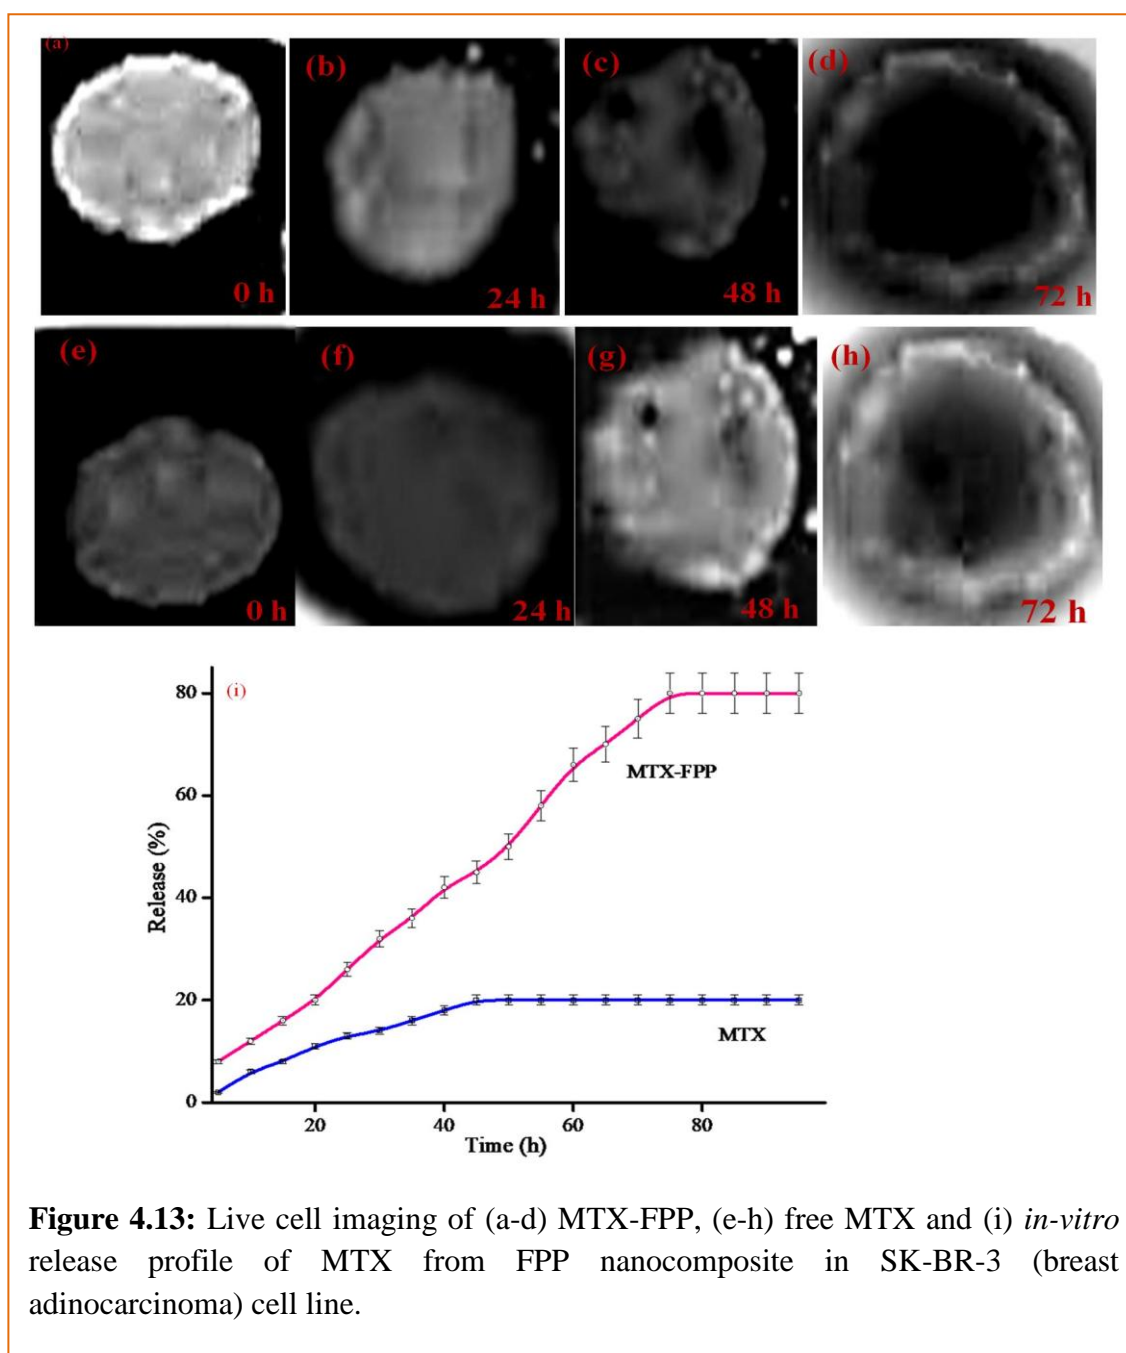 (a)
(b)
(c)
(d)
0 h
24 h
48 h
72 h
(e)
(f)
(g)
(h)
0 h
24 h
48 h
72 h
(i)
80
60
40
20
0
Release (%)
MTX-FPP
MTX
20
40
60
80
Time (h)
Figure 4.13: Live cell imaging of (a-d) MTX-FPP, (e-h) free MTX and (i) in-vitro
release profile of MTX from FPP nanocomposite in SK-BR-3 (breast
adinocarcinoma) cell line.